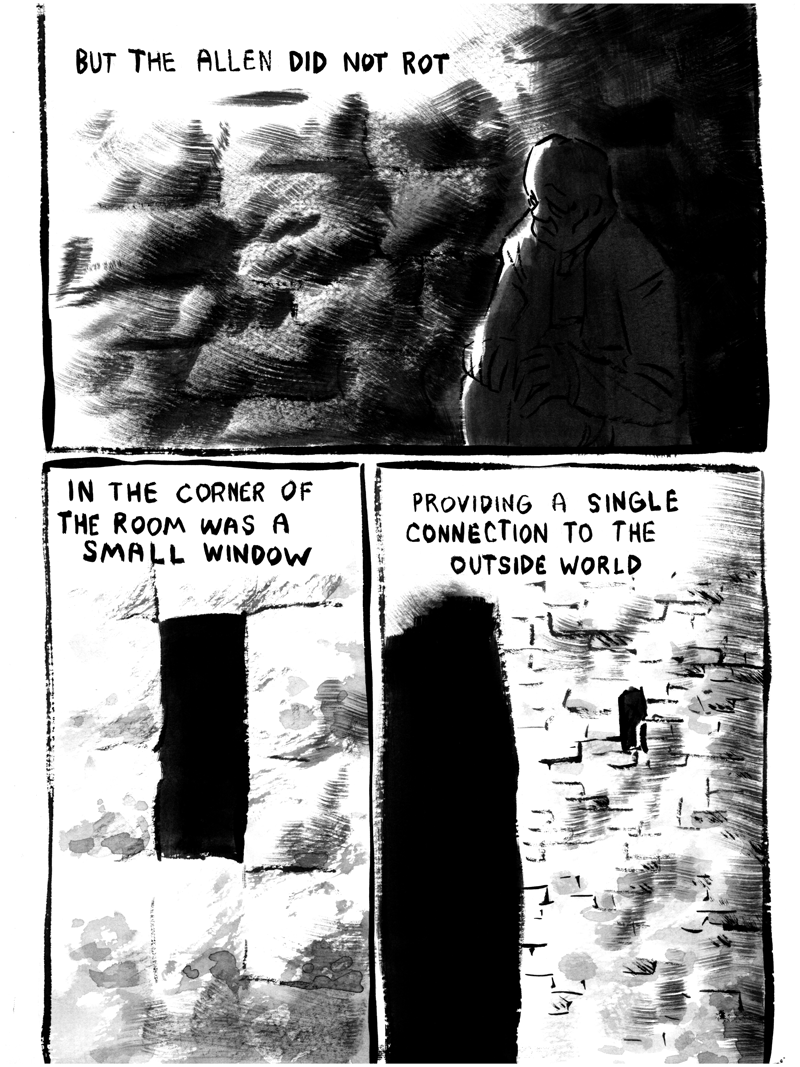 BUT THE ALLEN DID NOT ROT
IN THE CORNER OF
THE ROOM WAS A
SMALL WINDOW
PROVIDING A SINGLE
CONNECTION TO THE
OUTSIDE WORLD